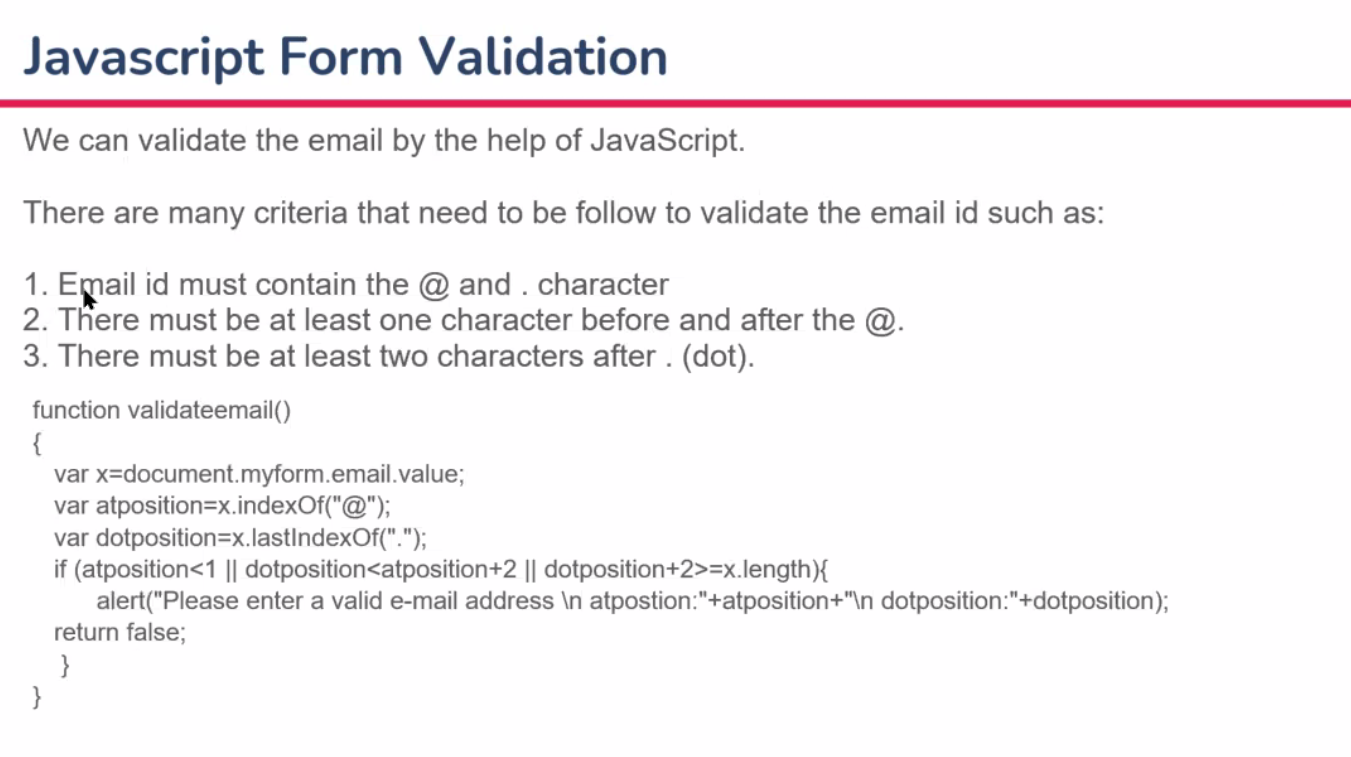 Javascript Form Validation
We can validate the email by the help of JavaScript.
There are many criteria that need to be follow to validate the email id such as:
1. Email id must contain the @ and . character
2. There must be at least one character before and after the @.
3. There must be at least two characters after . (dot).
function validateemail()
{
var x=document.myform.email.value;
var atposition=x.indexOf("@");
var dotposition=x.lastIndexOf(".");
if (atposition<1 || dotposition<atposition+2 || dotposition+2>=x.length){
alert("Please enter a valid e-mail address \n atpostion:"+atposition+"\n dotposition:"+dotposition);
return false;
}
}